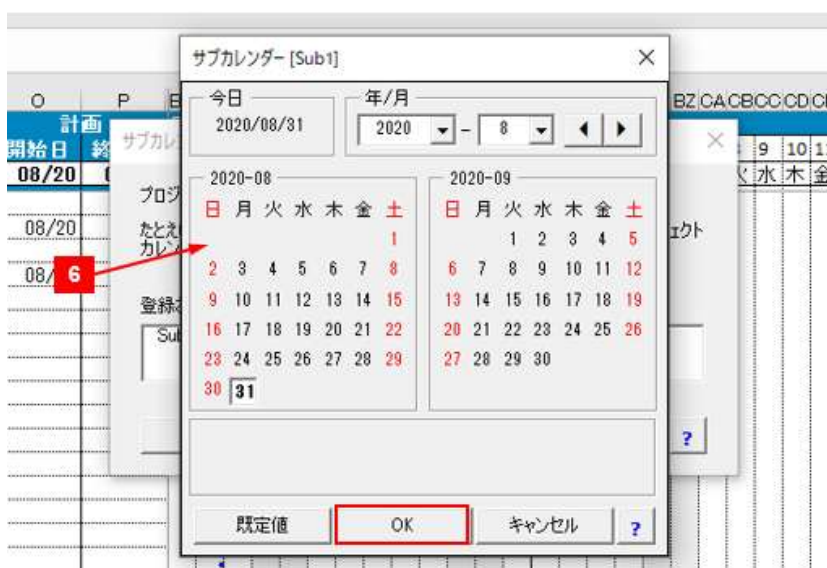 サブカレンダー [Sub1]
今日
2020/08/31
年/月
2020 - 8
2020-08
日 月 火 水 木 金 土
1
2 3 4 5 6 7 8
9 10 11 12 13 14 15
16 17 18 19 20 21 22
23 24 25 26 27 28 29
30 31
2020-09
日 月 火 水 木 金 土
1 2 3 4 5
6 7 8 9 10 11 12
13 14 15 16 17 18 19
20 21 22 23 24 25 26
27 28 29 30
既定値
OK
キャンセル
?
6
O P
BZ CA CB CC CD
計画
開始日
08/20
08/20
08/
サブカレ
プロジ
たとえ
カレン
ェクト
登録
Sub
?
9 10
水 木 金